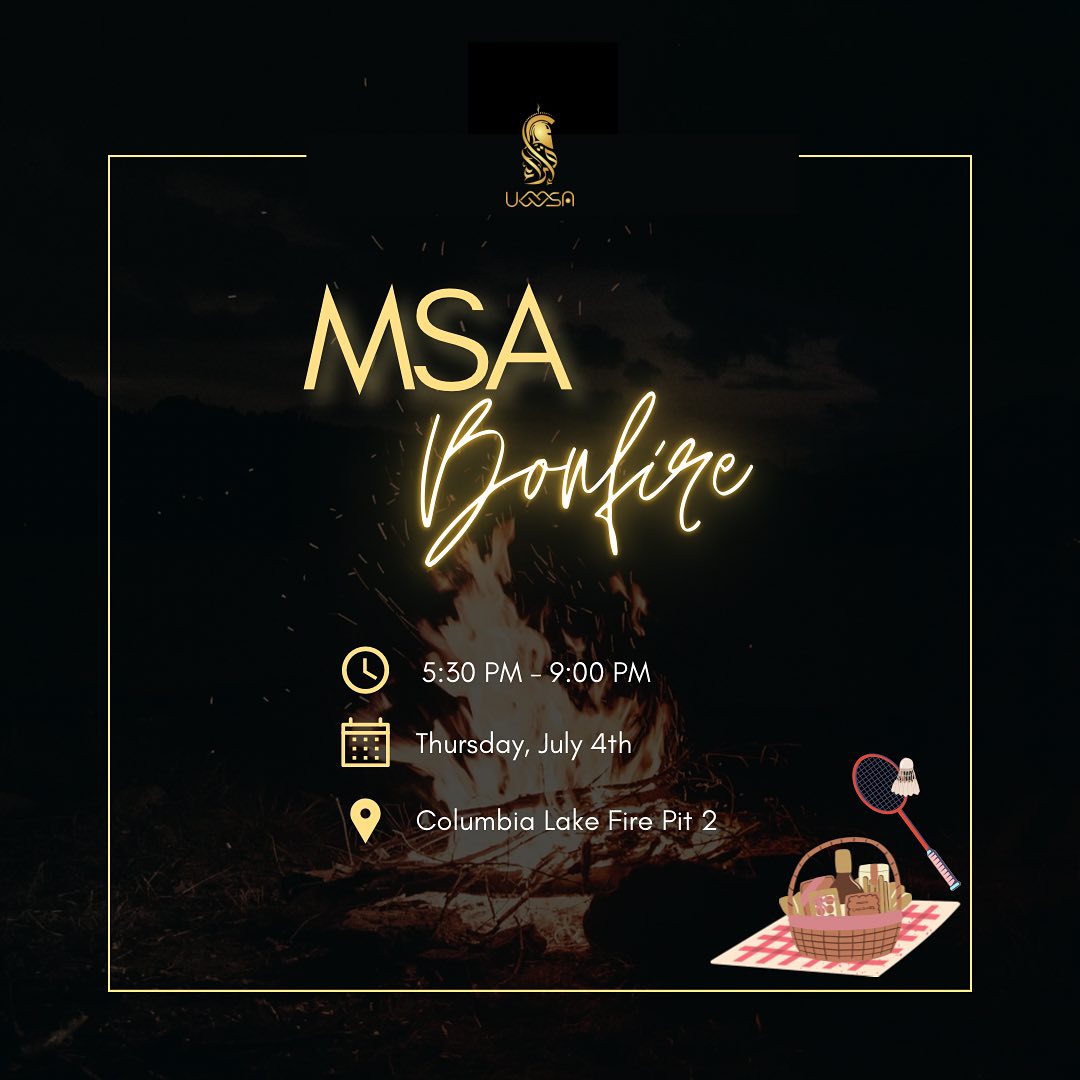 UWMSA
MSA
Bonfire
5:30 PM - 9:00 PM
Thursday, July 4th
Columbia Lake Fire Pit 2